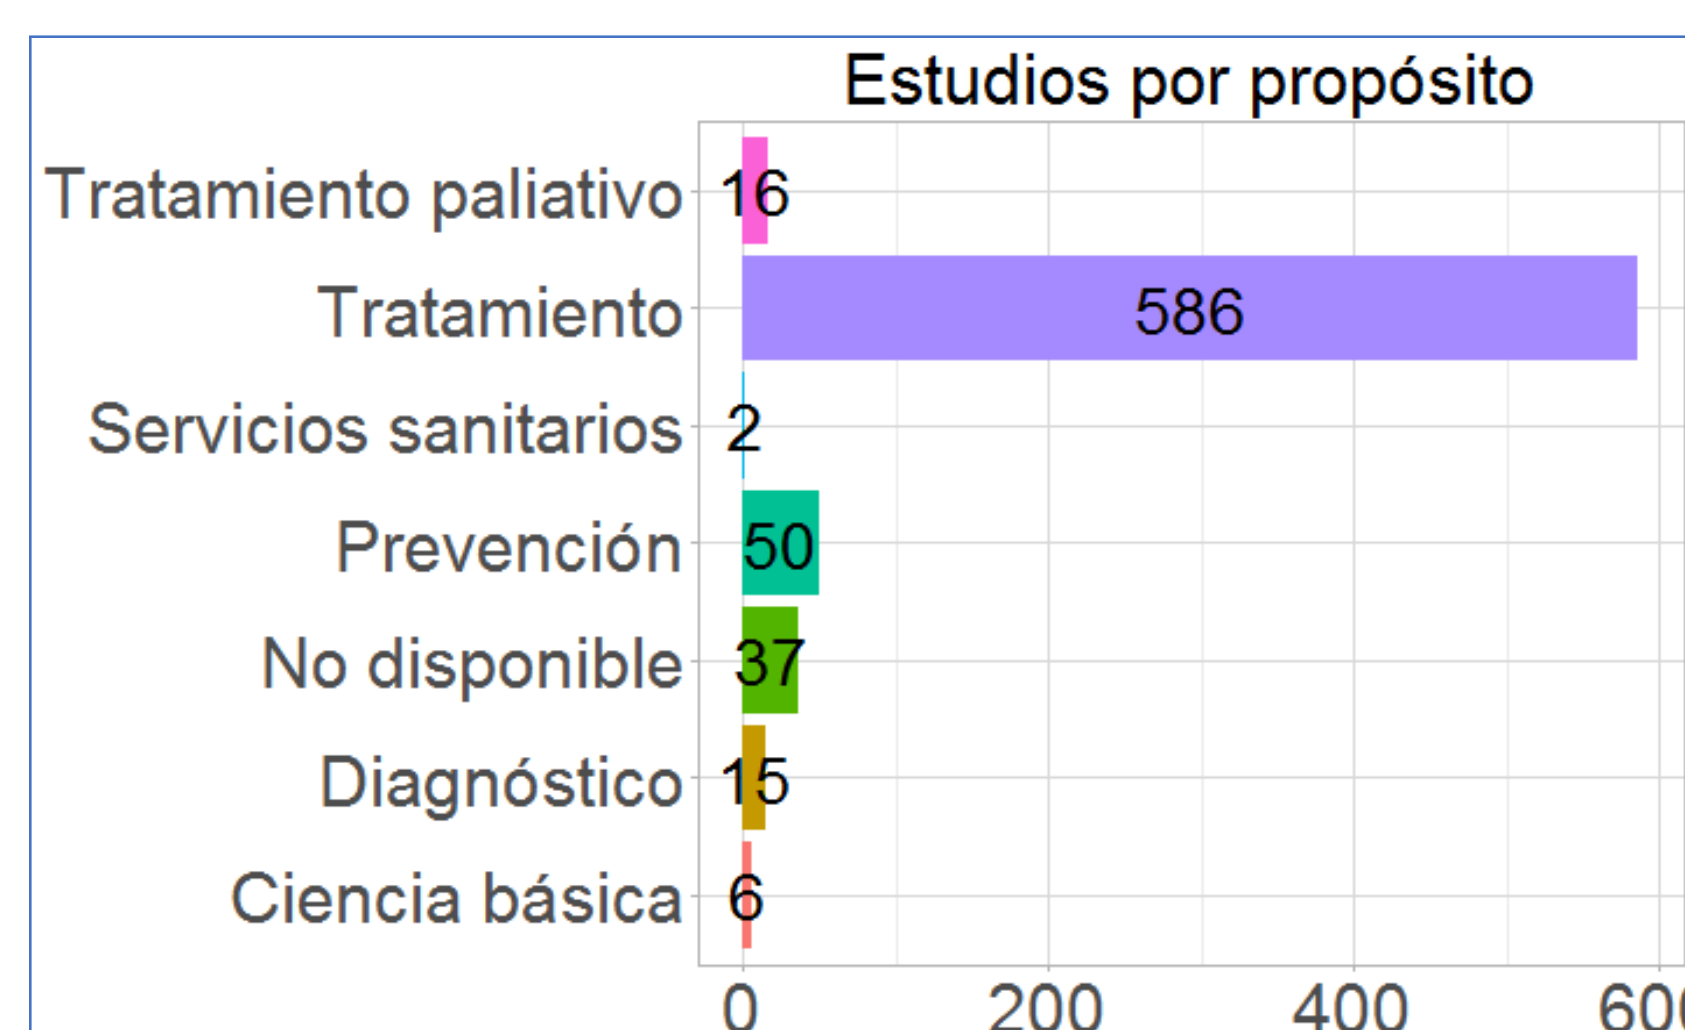 Estudios por propósito
Tratamiento paliativo 16
Tratamiento 586
Servicios sanitarios 2
Prevención 50
No disponible 37
Diagnóstico 15
Ciencia básica 6
0 200 400 600